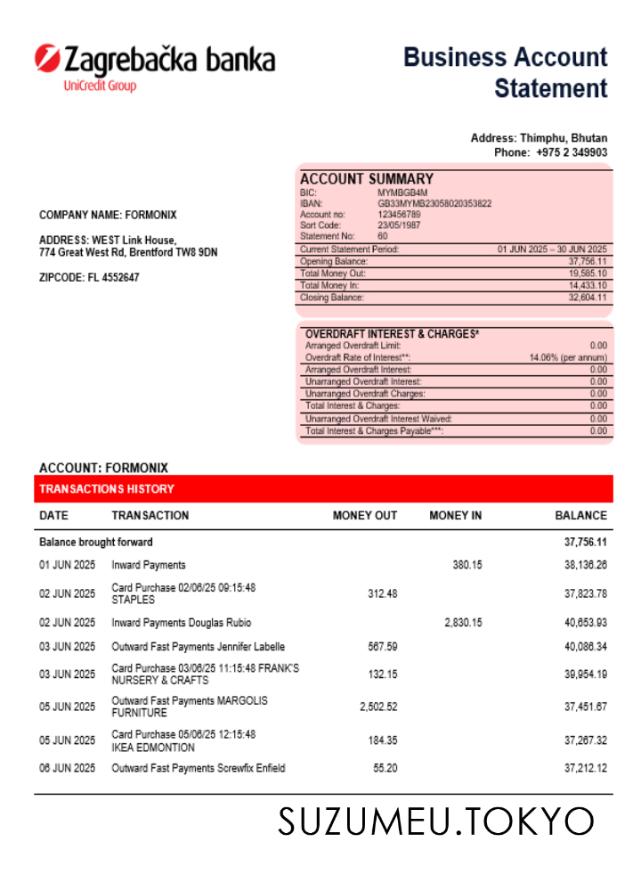 Zagrebačka banka
UniCredit Group
Business Account
Statement
Address: Thimphu, Bhutan
Phone: +975 2 349903
COMPANY NAME: FORMONIX
ADDRESS: WEST Link House,
774 Great West Rd, Brentford TW8 9DN
ZIPCODE: FL 4552647
ACCOUNT SUMMARY
BIC: MYMBGB4M
IBAN: GB33MYMB23058020353822
Account no: 123456789
Sort Code: 23/05/1987
Statement No: 60
Current Statement Period: 01 JUN 2025 – 30 JUN 2025
Opening Balance: 37,756.11
Total Money Out: 19,585.10
Total Money In: 14,433.10
Closing Balance: 32,604.11
OVERDRAFT INTEREST & CHARGES*
Arranged Overdraft Limit: 0.00
Overdraft Rate of Interest**: 14.06% (per annum)
Arranged Overdraft Interest: 0.00
Unarranged Overdraft Interest: 0.00
Unarranged Overdraft Charges: 0.00
Total Interest & Charges: 0.00
Unarranged Overdraft Interest Waived: 0.00
Total Interest & Charges Payable***: 0.00
ACCOUNT: FORMONIX
TRANSACTIONS HISTORY
DATE TRANSACTION MONEY OUT MONEY IN BALANCE
Balance brought forward 37,756.11
01 JUN 2025 Inward Payments 380.15 38,136.26
02 JUN 2025 Card Purchase 02/06/25 09:15:48 312.48 37,823.78
STAPLES
02 JUN 2025 Inward Payments Douglas Rubio 2,830.15 40,653.93
03 JUN 2025 Outward Fast Payments Jennifer Labelle 567.59 40,086.34
03 JUN 2025 Card Purchase 03/06/25 11:15:48 FRANK'S 132.15 39,954.19
NURSERY & CRAFTS
05 JUN 2025 Outward Fast Payments MARGOLIS 2,502.52 37,451.67
FURNITURE
05 JUN 2025 Card Purchase 05/06/25 12:15:48 184.35 37,267.32
IKEA EDMONTION
06 JUN 2025 Outward Fast Payments Screwfix Enfield 55.20 37,212.12
SUZUMEU.TOKYO